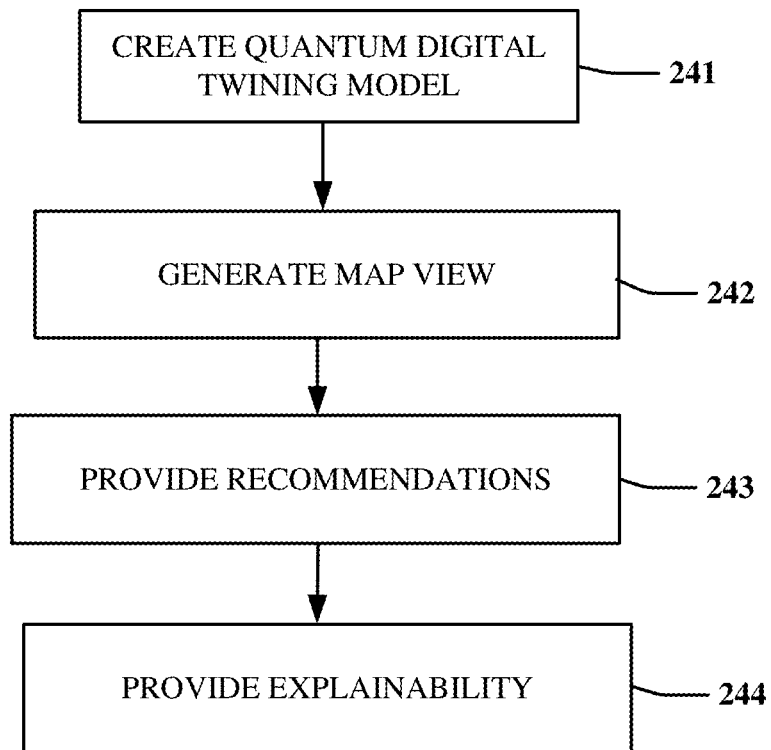 CREATE QUANTUM DIGITAL
TWINING MODEL
241
GENERATE MAP VIEW
242
PROVIDE RECOMMENDATIONS
243
PROVIDE EXPLAINABILITY
244